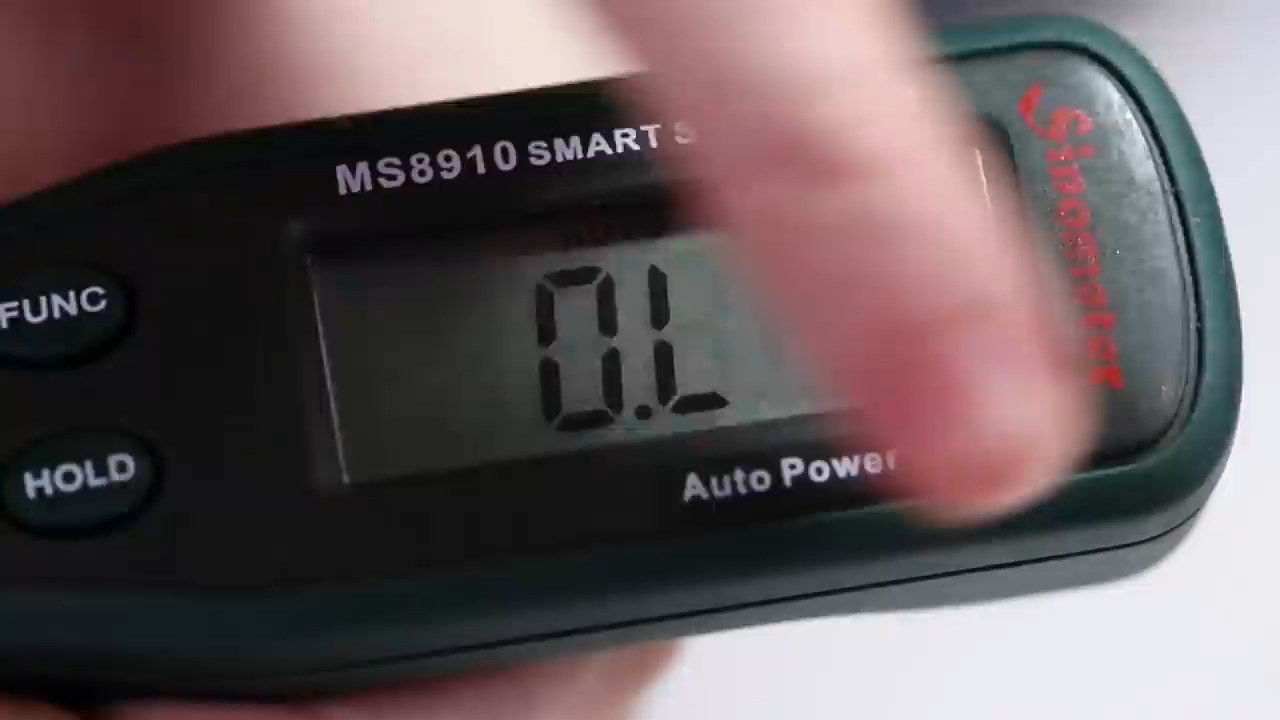 MS8910 SMART S
Sinometer
FUNC
0.L
HOLD
Auto Power